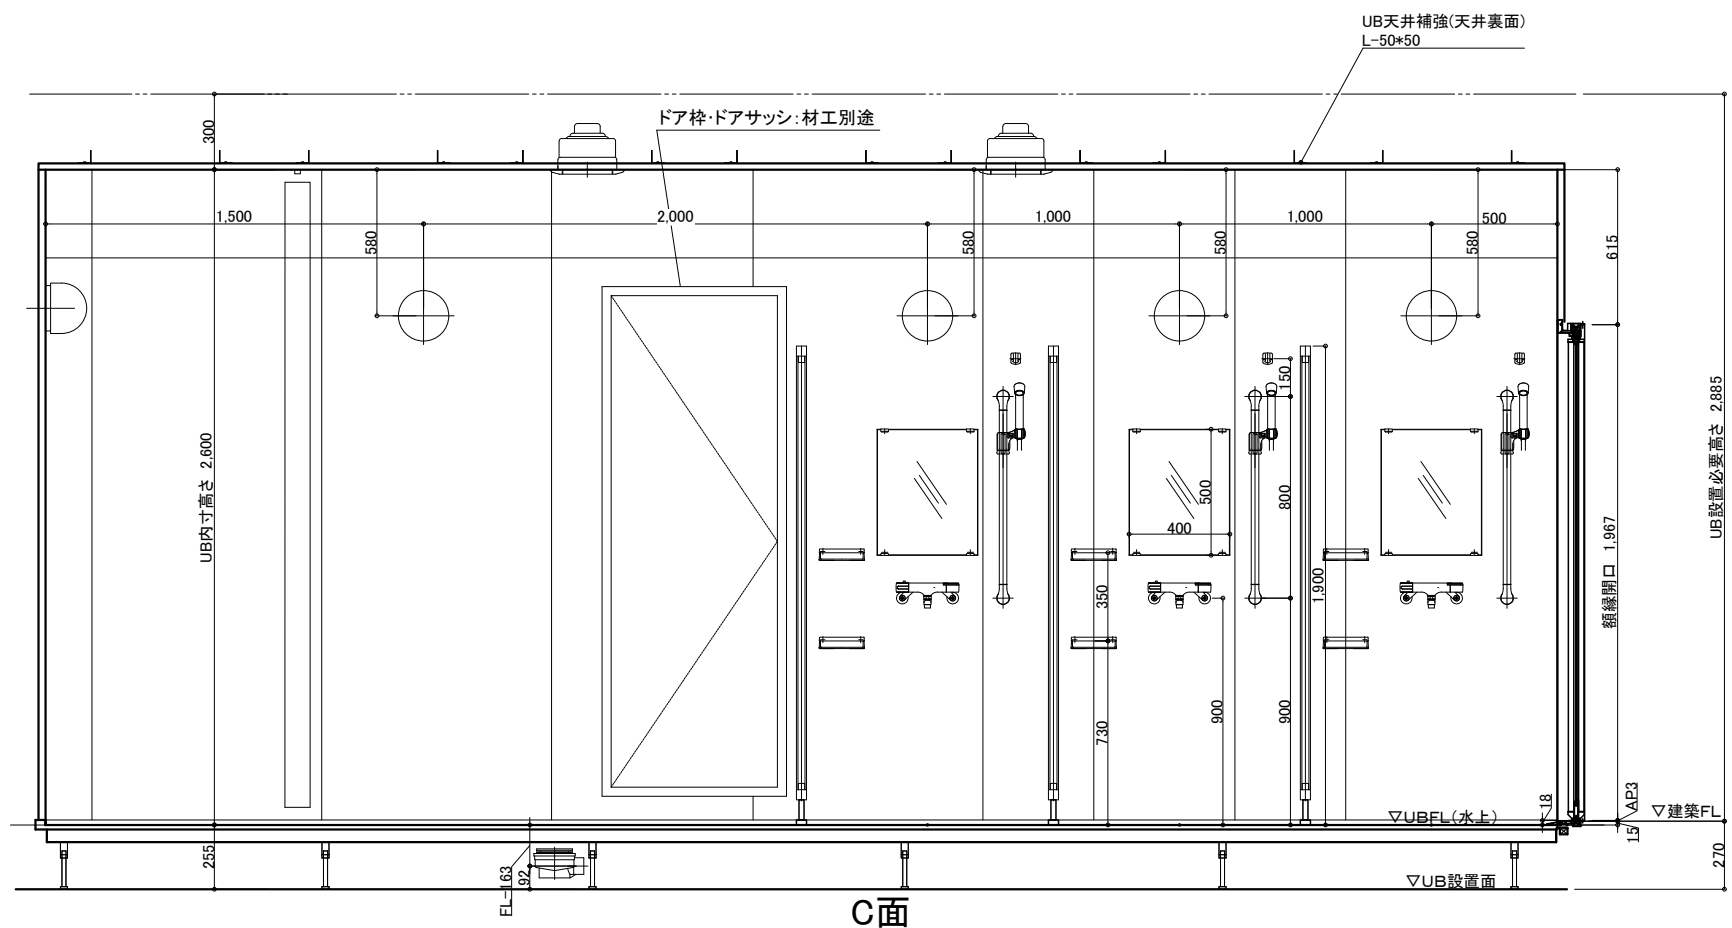 UB天井補強(天井裏面)
L-50*50
ドア枠・ドアサッシ:材工別途
300
1,500
2,000
1,000
1,000
500
580
580
580
580
615
150
UB内寸高さ 2,600
500
400
800
1,900
350
730
900
900
額縁開口 1,967
UB設置必要高さ 2,885
18
AP3
▽建築FL
▽UBFL(水上)
15
270
255
FL-163
92
▽UB設置面
C面